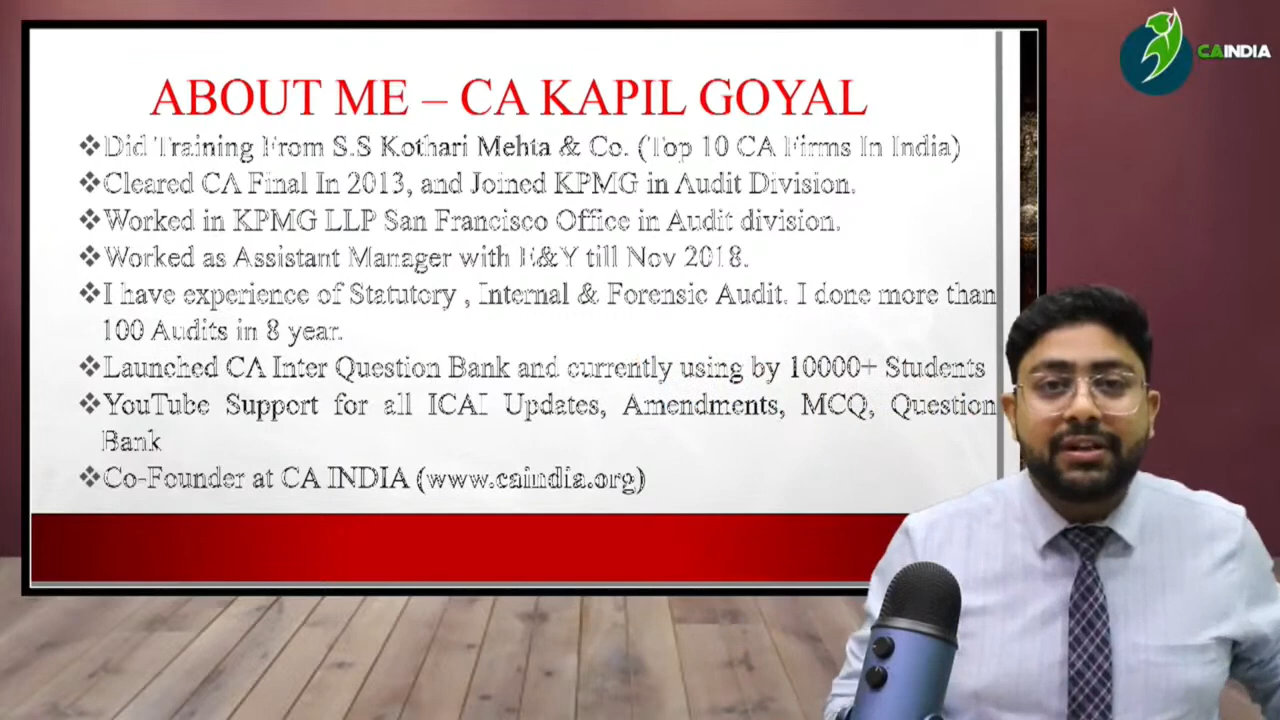 ABOUT ME – CA KAPIL GOYAL
CAINDIA
❖Did Training From S.S Kothari Mehta & Co. (Top 10 CA Firms In India)
❖Cleared CA Final In 2013, and Joined KPMG in Audit Division.
❖Worked in KPMG LLP San Francisco Office in Audit division.
❖Worked as Assistant Manager with E&Y till Nov 2018.
❖I have experience of Statutory , Internal & Forensic Audit. I done more than
100 Audits in 8 year.
❖Launched CA Inter Question Bank and currently using by 10000+ Students
❖YouTube Support for all ICAI Updates, Amendments, MCQ, Question
Bank
❖Co-Founder at CA INDIA (www.caindia.org)